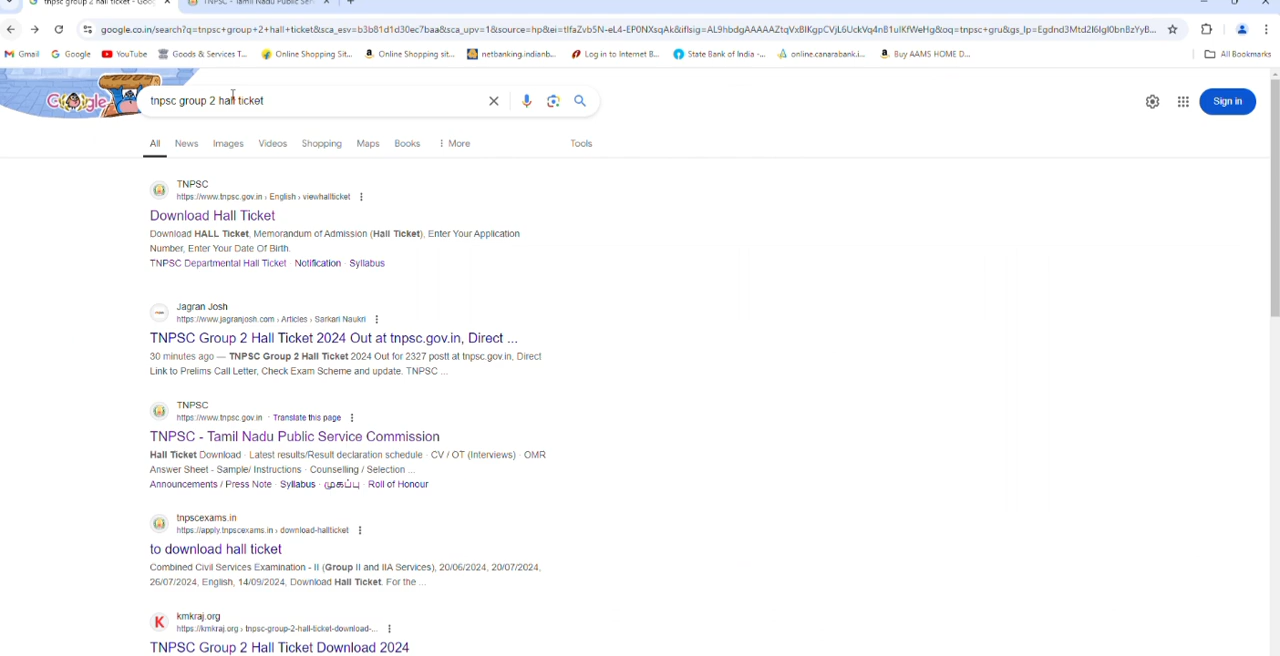 tnpsc group 2 hall ticket - Goo
TNPSC - Tamil Nadu Public Serv
Gmail Google YouTube Goods & Services T... Online Shopping Sit... Online Shopping sit... netbanking.indianb... Log in to Internet B... State Bank of India -... online.canarabank.i... Buy AAMS HOME D... All Bookmarks
Google tnpsc group 2 hall ticket Sign in
All News Images Videos Shopping Maps Books More Tools
TNPSC
https://www.tnpsc.gov.in › English › viewhallticket
Download Hall Ticket
Download HALL Ticket, Memorandum of Admission (Hall Ticket), Enter Your Application
Number, Enter Your Date Of Birth.
TNPSC Departmental Hall Ticket · Notification · Syllabus
Jagran Josh
https://www.jagranjosh.com › Articles › Sarkari Naukri
TNPSC Group 2 Hall Ticket 2024 Out at tnpsc.gov.in, Direct ...
30 minutes ago — TNPSC Group 2 Hall Ticket 2024 Out for 2327 postt at tnpsc.gov.in, Direct
Link to Prelims Call Letter, Check Exam Scheme and update. TNPSC ...
TNPSC
https://www.tnpsc.gov.in · Translate this page
TNPSC - Tamil Nadu Public Service Commission
Hall Ticket Download · Latest results/Result declaration schedule · CV / OT (Interviews) · OMR
Answer Sheet - Sample/ Instructions · Counselling / Selection ...
Announcements / Press Note · Syllabus · முகப்பு · Roll of Honour
tnpscexams.in
https://apply.tnpscexams.in › download-hallticket
to download hall ticket
Combined Civil Services Examination - II (Group II and IIA Services), 20/06/2024, 20/07/2024,
26/07/2024, English, 14/09/2024, Download Hall Ticket. For the ...
K kmkraj.org
https://kmkraj.org › tnpsc-group-2-hall-ticket-download-...
TNPSC Group 2 Hall Ticket Download 2024